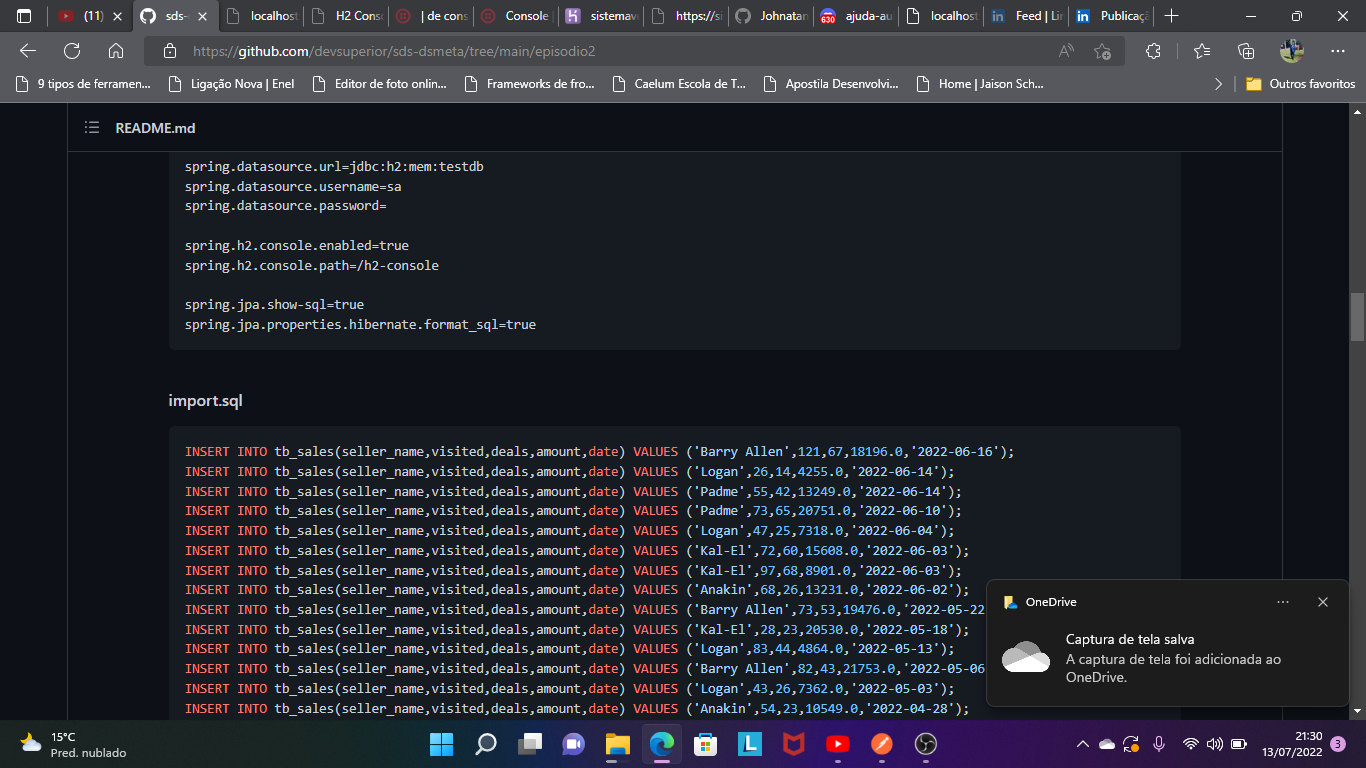 (11)
sds-
localhost
H2 Cons
| de cons
Console
sistemav
https://si
Johnatan
630
ajuda-au
localhost
Feed | Lin
Publicaçã
https://github.com/devsuperior/sds-dsmeta/tree/main/episodio2
9 tipos de ferramen...
Ligação Nova | Enel
Editor de foto onlin...
Frameworks de fro...
Caelum Escola de T...
Apostila Desenvolvi...
Home | Jaison Sch...
Outros favoritos
README.md
spring.datasource.url=jdbc:h2:mem:testdb
spring.datasource.username=sa
spring.datasource.password=
spring.h2.console.enabled=true
spring.h2.console.path=/h2-console
spring.jpa.show-sql=true
spring.jpa.properties.hibernate.format_sql=true
import.sql
INSERT INTO tb_sales(seller_name,visited,deals,amount,date) VALUES ('Barry Allen',121,67,18196.0,'2022-06-16');
INSERT INTO tb_sales(seller_name,visited,deals,amount,date) VALUES ('Logan',26,14,4255.0,'2022-06-14');
INSERT INTO tb_sales(seller_name,visited,deals,amount,date) VALUES ('Padme',55,42,13249.0,'2022-06-14');
INSERT INTO tb_sales(seller_name,visited,deals,amount,date) VALUES ('Padme',73,65,20751.0,'2022-06-10');
INSERT INTO tb_sales(seller_name,visited,deals,amount,date) VALUES ('Logan',47,25,7318.0,'2022-06-04');
INSERT INTO tb_sales(seller_name,visited,deals,amount,date) VALUES ('Kal-El',72,60,15608.0,'2022-06-03');
INSERT INTO tb_sales(seller_name,visited,deals,amount,date) VALUES ('Kal-El',97,68,8901.0,'2022-06-03');
INSERT INTO tb_sales(seller_name,visited,deals,amount,date) VALUES ('Anakin',68,26,13231.0,'2022-06-02');
INSERT INTO tb_sales(seller_name,visited,deals,amount,date) VALUES ('Barry Allen',73,53,19476.0,'2022-05-22
INSERT INTO tb_sales(seller_name,visited,deals,amount,date) VALUES ('Kal-El',28,23,20530.0,'2022-05-18');
INSERT INTO tb_sales(seller_name,visited,deals,amount,date) VALUES ('Logan',83,44,4864.0,'2022-05-13');
INSERT INTO tb_sales(seller_name,visited,deals,amount,date) VALUES ('Barry Allen',82,43,21753.0,'2022-05-06
INSERT INTO tb_sales(seller_name,visited,deals,amount,date) VALUES ('Logan',43,26,7362.0,'2022-05-03');
INSERT INTO tb_sales(seller_name,visited,deals,amount,date) VALUES ('Anakin',54,23,10549.0,'2022-04-28');
OneDrive
Captura de tela salva
A captura de tela foi adicionada ao
OneDrive.
15°C
Pred. nublado
21:30
13/07/2022
3